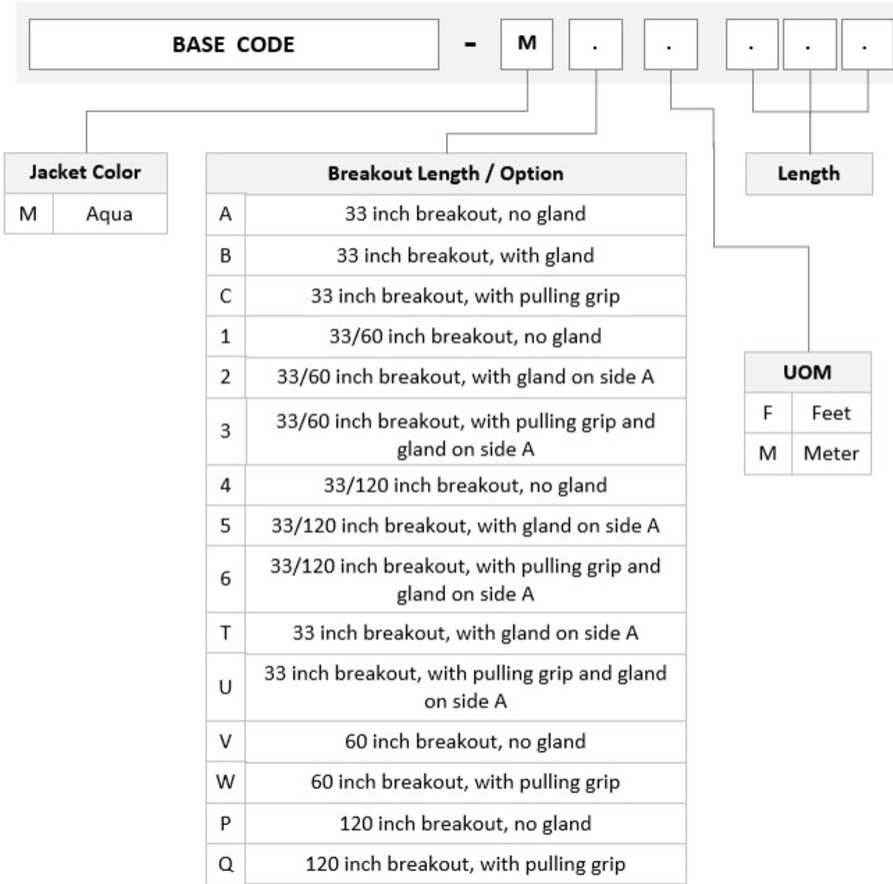 BASE CODE - M . . . . .
Jacket Color
M Aqua
Breakout Length / Option
A 33 inch breakout, no gland
B 33 inch breakout, with gland
C 33 inch breakout, with pulling grip
1 33/60 inch breakout, no gland
2 33/60 inch breakout, with gland on side A
3 33/60 inch breakout, with pulling grip and
gland on side A
4 33/120 inch breakout, no gland
5 33/120 inch breakout, with gland on side A
6 33/120 inch breakout, with pulling grip and
gland on side A
T 33 inch breakout, with gland on side A
U 33 inch breakout, with pulling grip and gland
on side A
V 60 inch breakout, no gland
W 60 inch breakout, with pulling grip
P 120 inch breakout, no gland
Q 120 inch breakout, with pulling grip
Length
UOM
F Feet
M Meter